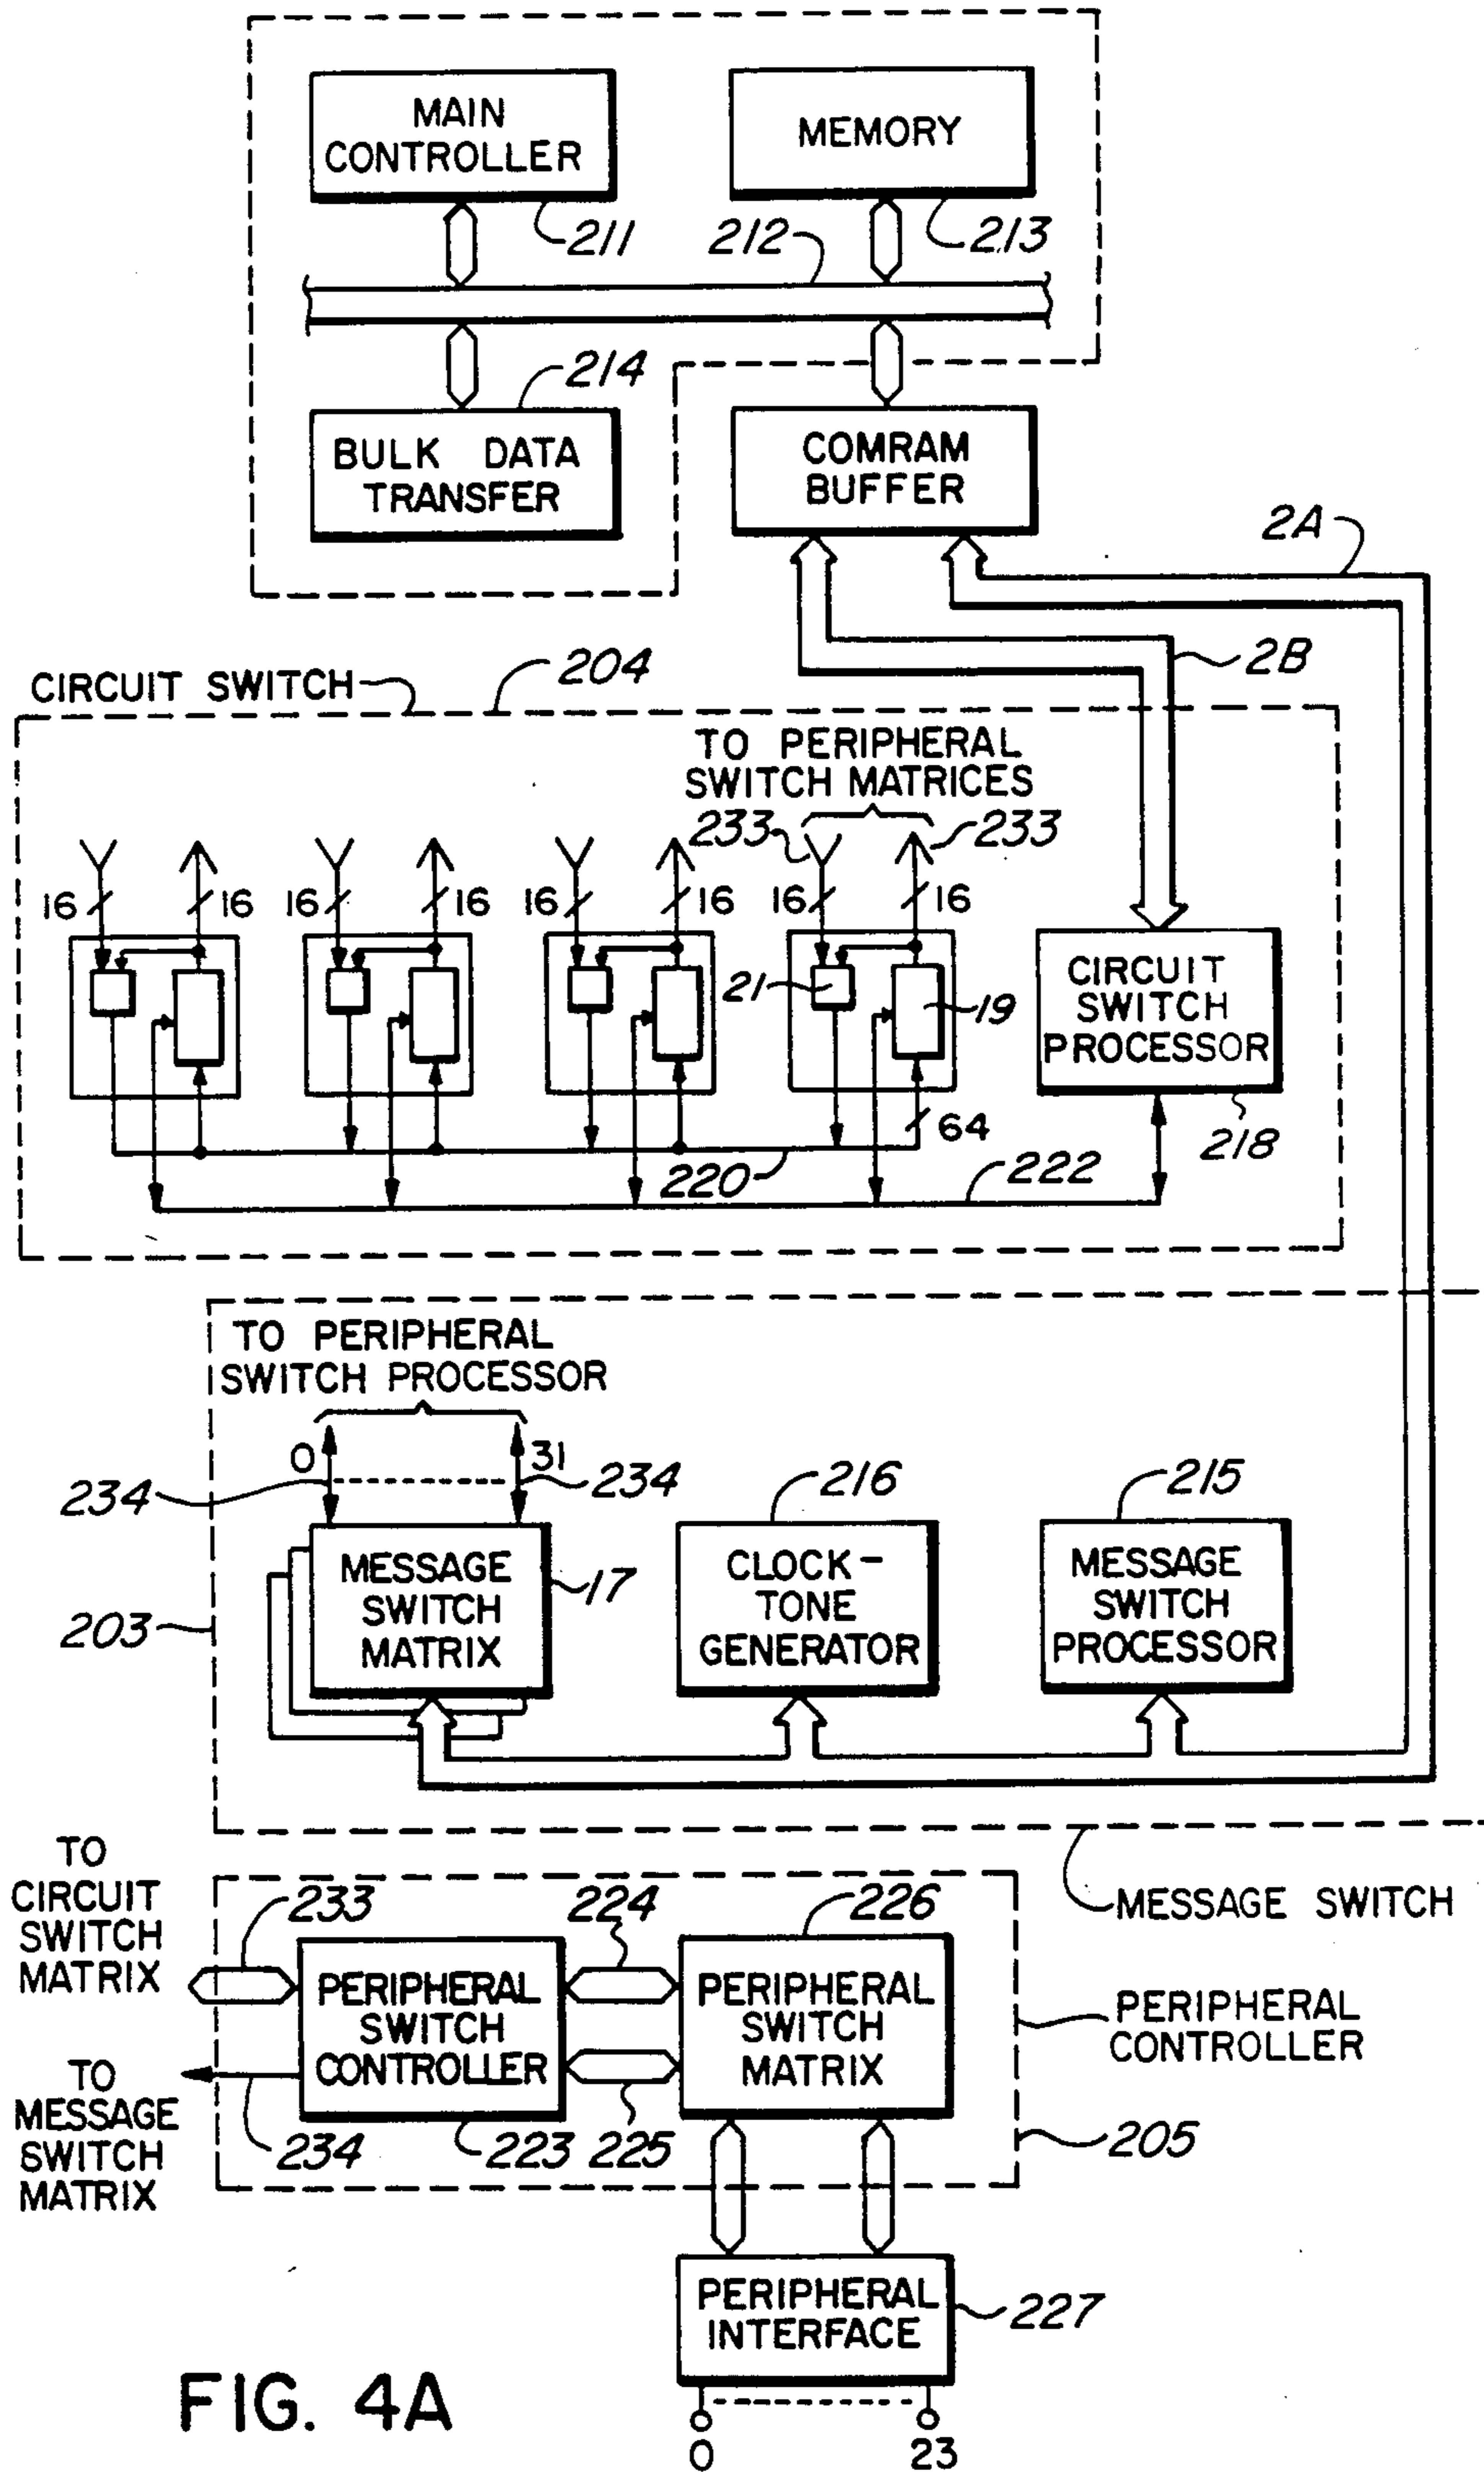 MAIN
CONTROLLER
MEMORY
211
212
213
214
BULK DATA
TRANSFER
COMRAM
BUFFER
2A
2B
CIRCUIT SWITCH
204
TO PERIPHERAL
SWITCH MATRICES
233
233
16
16
16
16
16
16
16
16
21
19
CIRCUIT
SWITCH
PROCESSOR
64
218
220
222
TO PERIPHERAL
SWITCH PROCESSOR
0
31
234
234
216
215
MESSAGE
SWITCH
MATRIX
17
CLOCK-
TONE
GENERATOR
MESSAGE
SWITCH
PROCESSOR
203
TO
CIRCUIT
SWITCH
MATRIX
233
224
226
MESSAGE SWITCH
PERIPHERAL
SWITCH
CONTROLLER
PERIPHERAL
SWITCH
MATRIX
PERIPHERAL
CONTROLLER
TO
MESSAGE
SWITCH
MATRIX
234
223
225
205
PERIPHERAL
INTERFACE
227
FIG. 4A
0
23